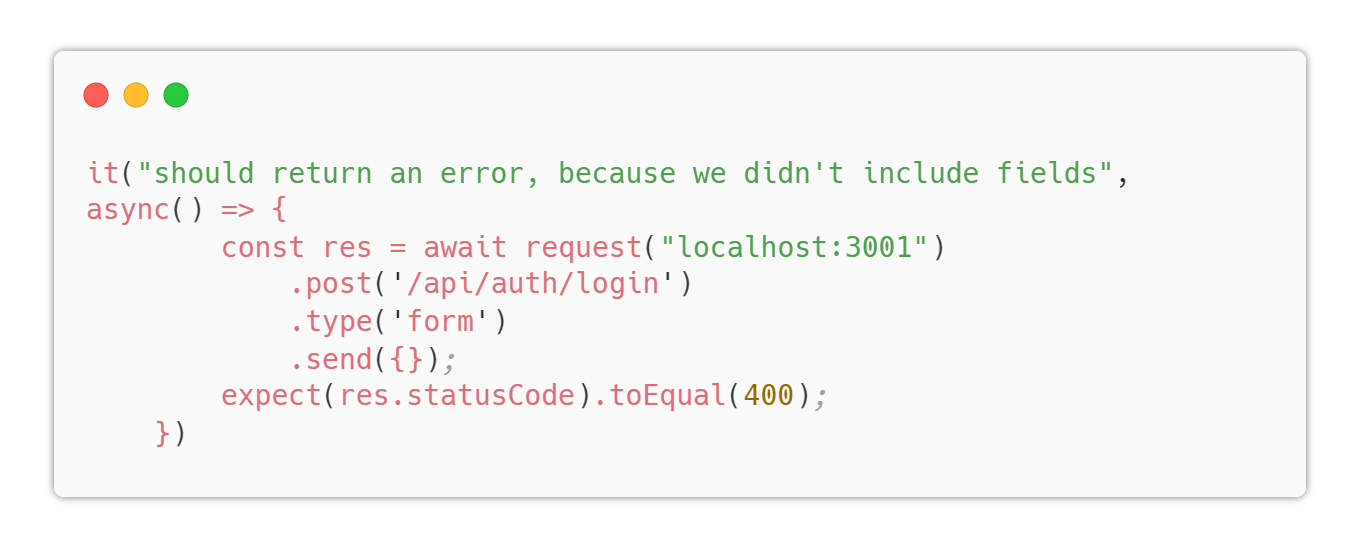 it("should return an error, because we didn't include fields",
async() => {
        const res = await request("localhost:3001")
            .post('/api/auth/login')
            .type('form')
            .send({});
        expect(res.statusCode).toEqual(400);
    })